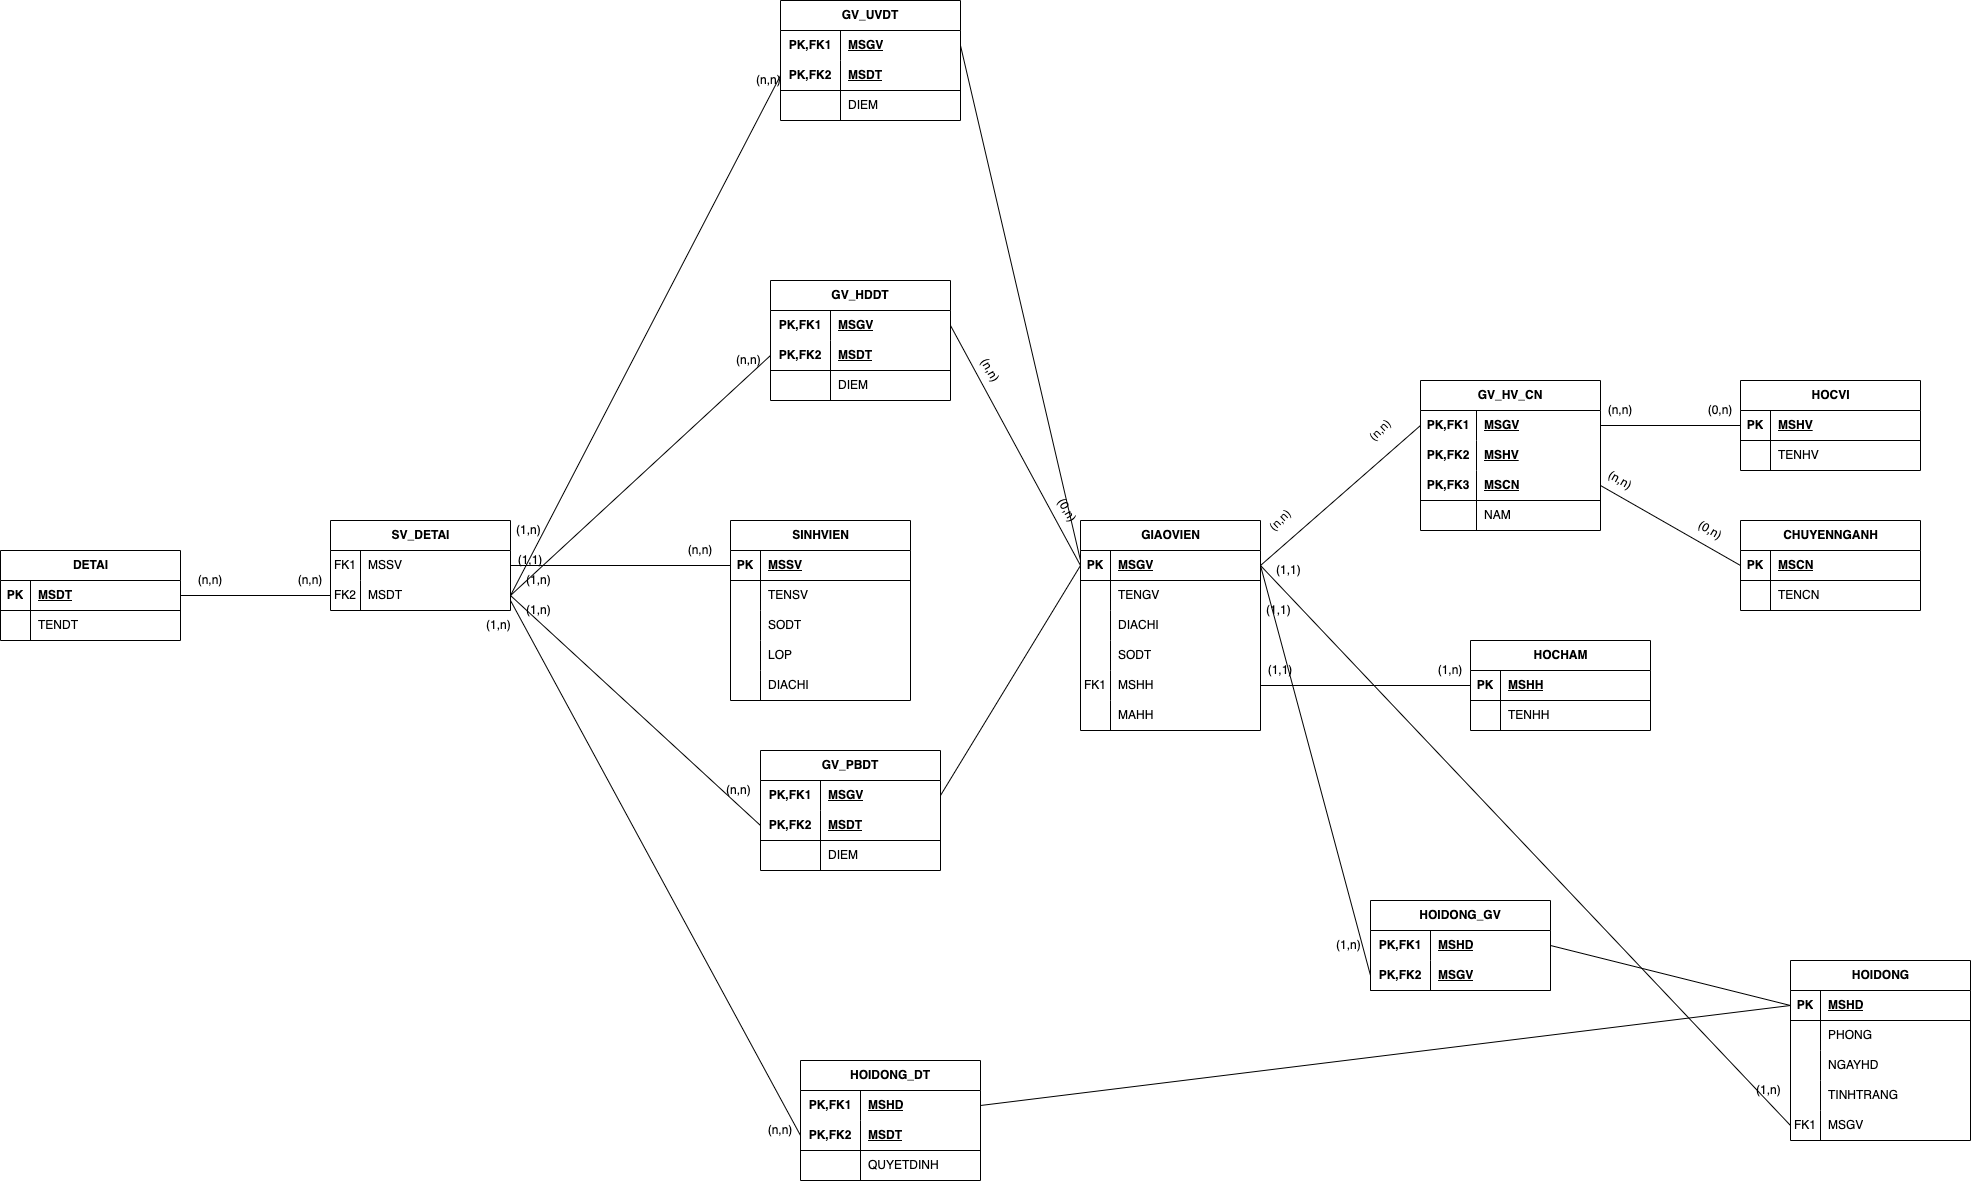 GV_UVDT
PK,FK1 MSGV
PK,FK2 MSDT
DIEM
(n,n)
GV_HDDT
PK,FK1 MSGV
PK,FK2 MSDT
DIEM
(n,n)
(n,n)
DETAI
PK MSDT
TENDT
(n,n)
(n,n)
SV_DETAI
FK1 MSSV
FK2 MSDT
(1,n)
(1,1)
(1,n)
(1,n)
(1,n)
(n,n)
SINHVIEN
PK MSSV
TENSV
SODT
LOP
DIACHI
GV_PBDT
PK,FK1 MSGV
PK,FK2 MSDT
DIEM
(n,n)
(0,n)
GIAOVIEN
PK MSGV
TENGV
DIACHI
SODT
FK1 MSHH
MAHH
(n,n)
(n,n)
(1,1)
(1,1)
(1,1)
(1,n)
GV_HV_CN
PK,FK1 MSGV
PK,FK2 MSHV
PK,FK3 MSCN
NAM
(n,n)
(0,n)
(n,n)
(0,n)
HOCVI
PK MSHV
TENHV
CHUYENNGANH
PK MSCN
TENCN
HOCHAM
PK MSHH
TENHH
HOIDONG_GV
PK,FK1 MSHD
PK,FK2 MSGV
(1,n)
HOIDONG
PK MSHD
PHONG
NGAYHD
TINHTRANG
FK1 MSGV
(1,n)
HOIDONG_DT
PK,FK1 MSHD
PK,FK2 MSDT
QUYETDINH
(n,n)